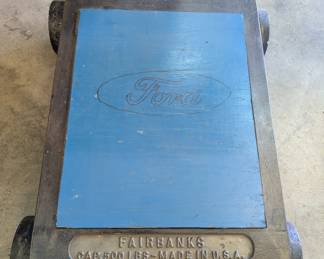 Ford
FAIRBANKS
CAP. 500 LBS - MADE IN U.S.A.